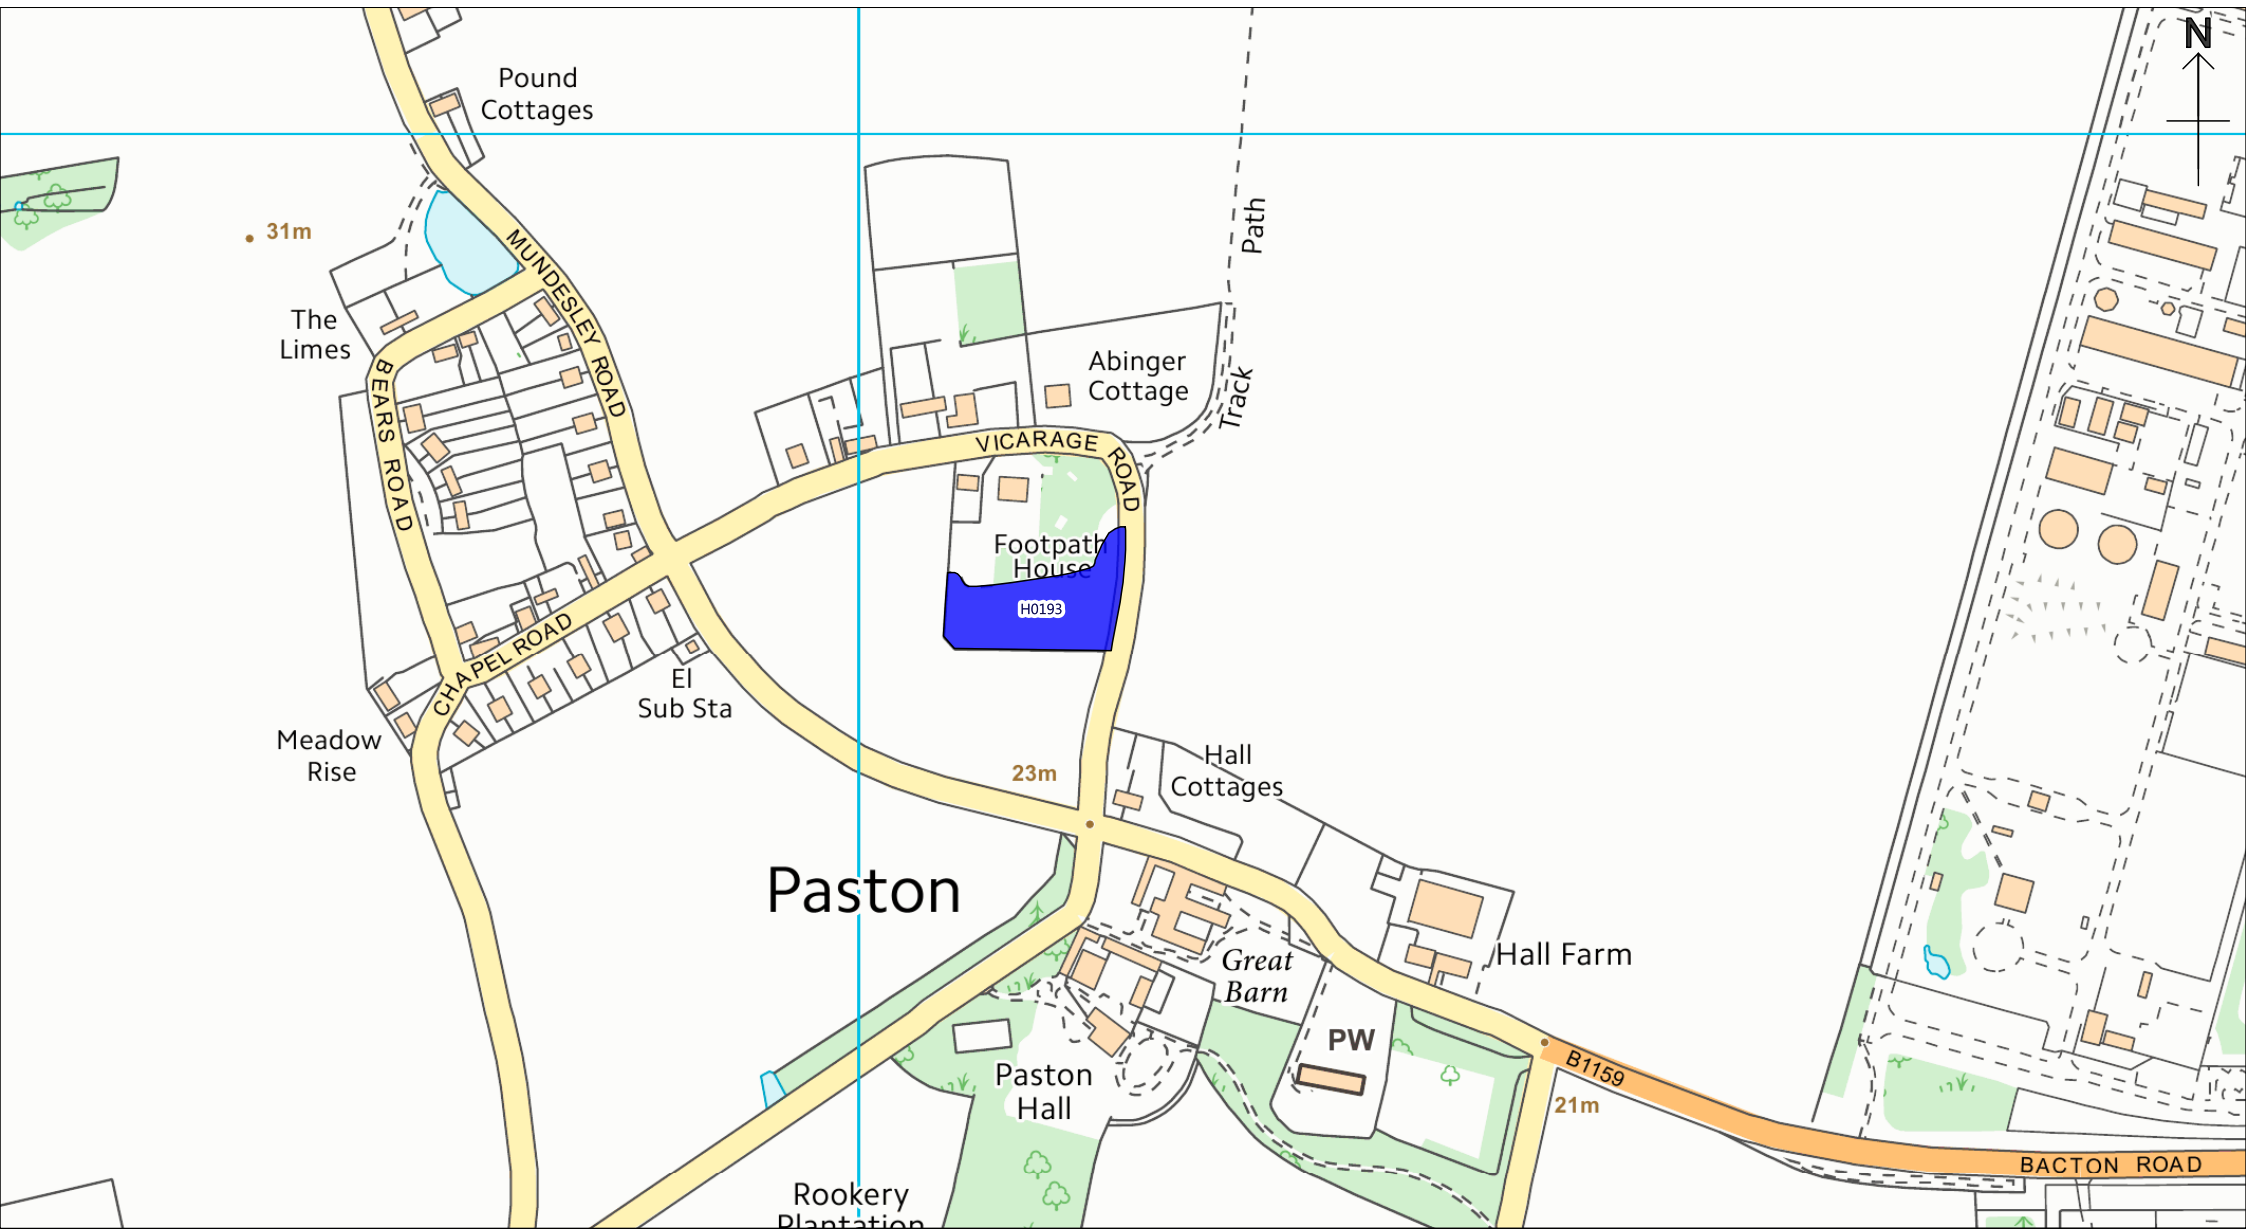 N
Pound
Cottages
31m
MUNDESLEY ROAD
Path
The
Limes
BEARS ROAD
Abinger
Cottage
Track
VICARAGE ROAD
Footpath
House
H0193
CHAPEL ROAD
El
Sub Sta
Meadow
Rise
23m
Hall
Cottages
Paston
Great
Barn
Hall Farm
PW
B1159
Paston
Hall
21m
BACTON ROAD
Rookery
Plantation